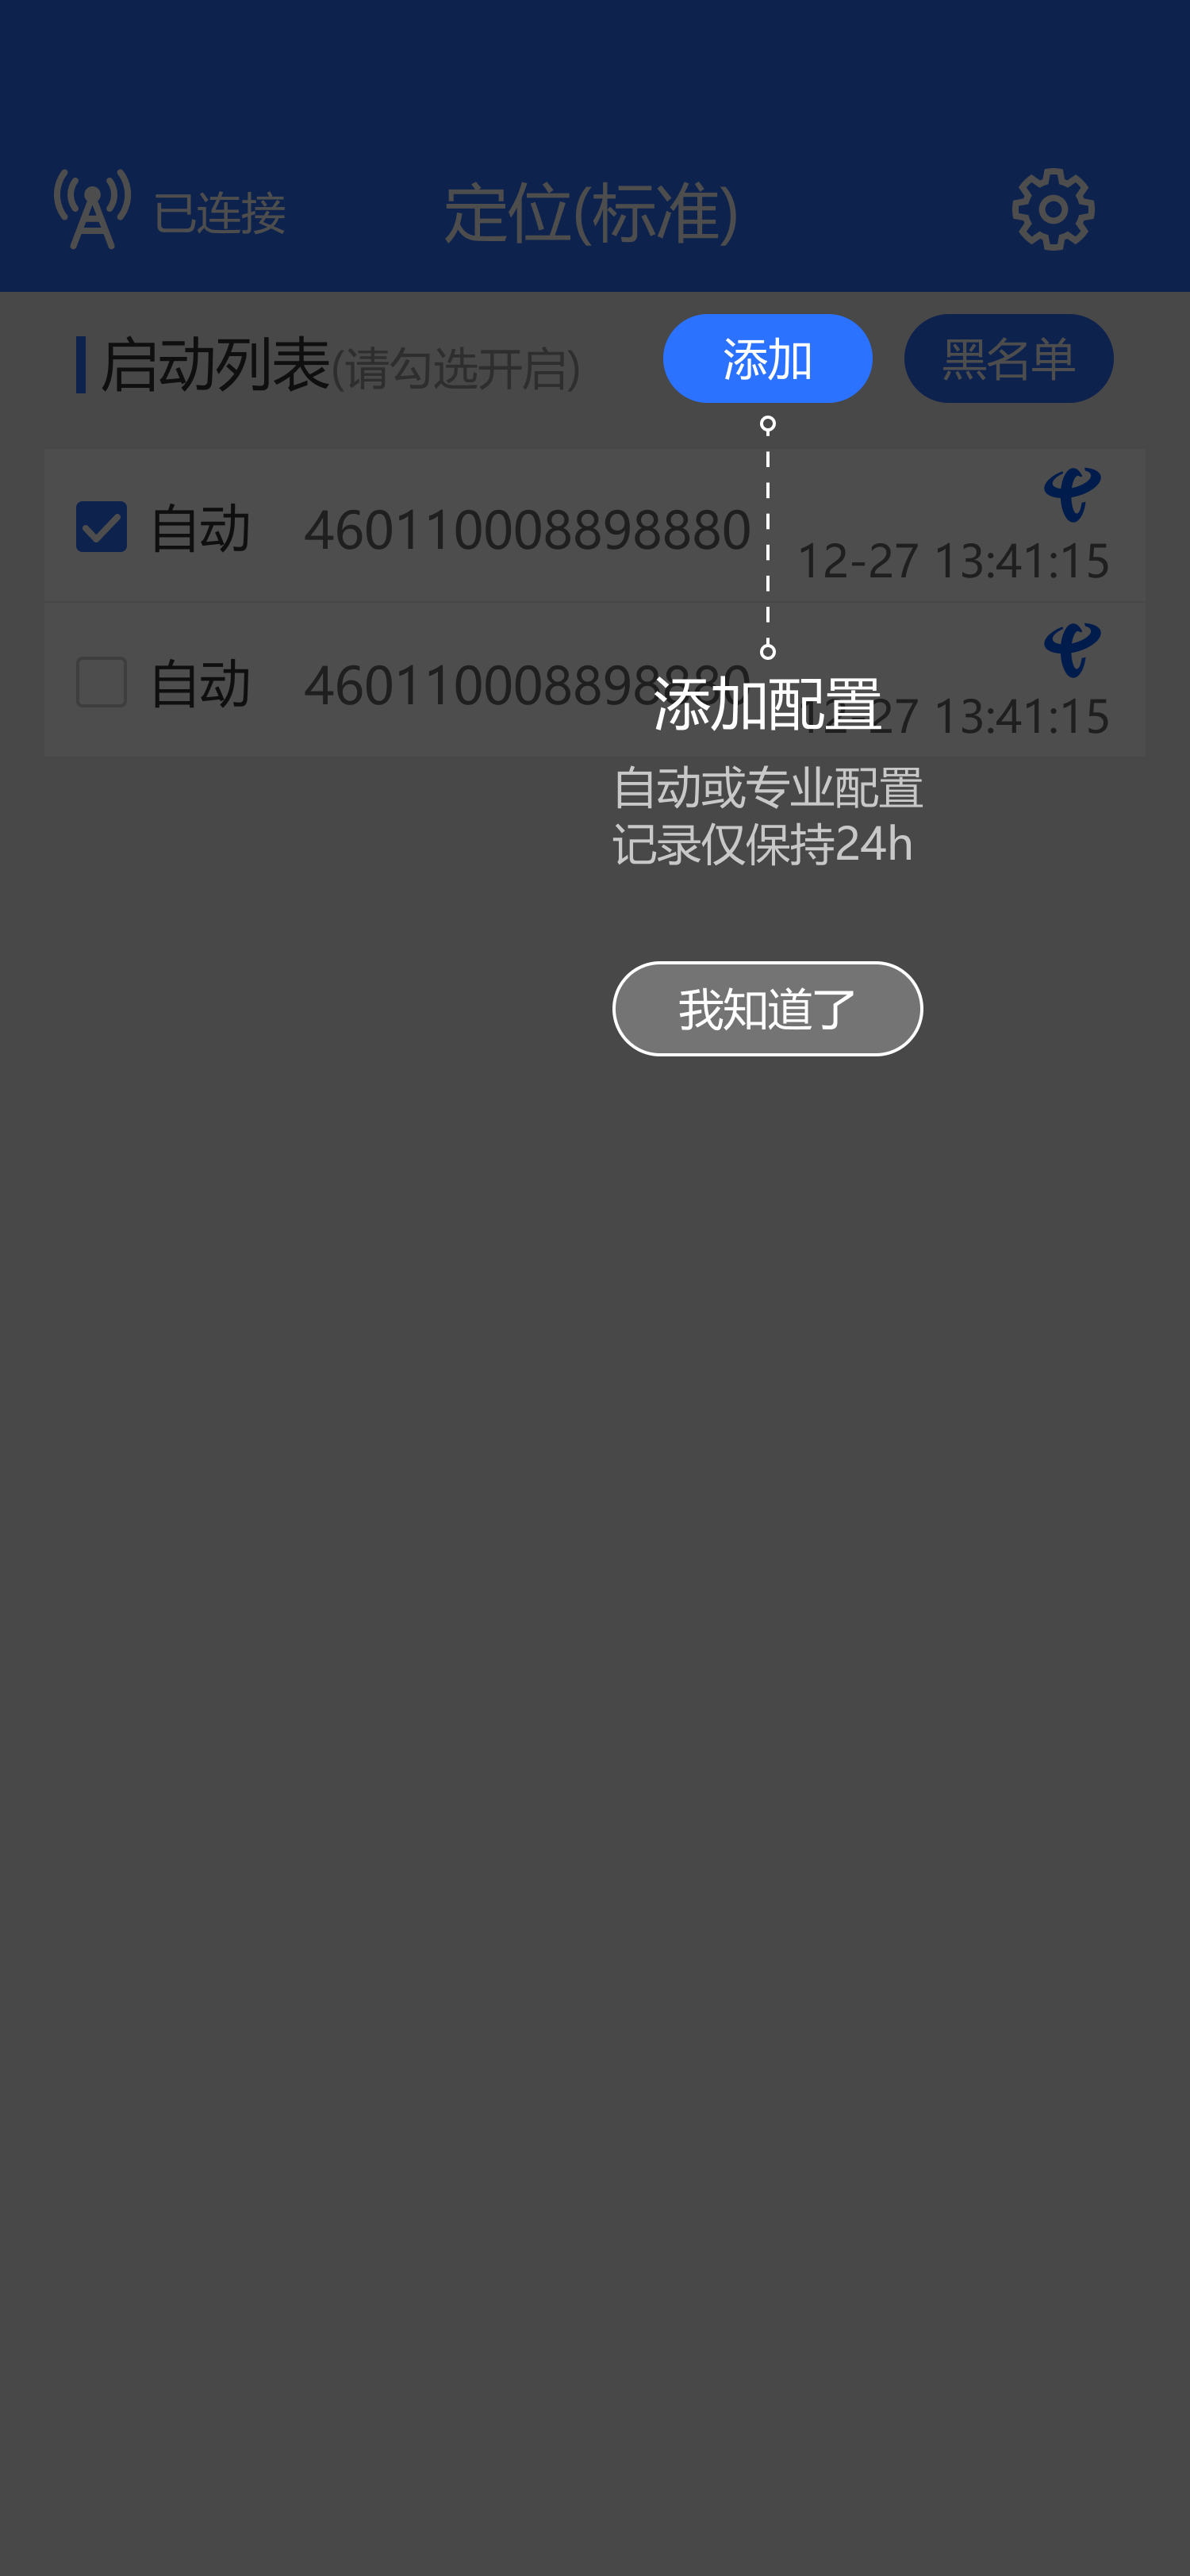 已连接
定位(标准)
启动列表(请勾选开启)
添加
黑名单
自动
460110008898880
12-27 13:41:15
自动
460110008898880
12-27 13:41:15
添加配置
自动或专业配置
记录仅保持24h
我知道了